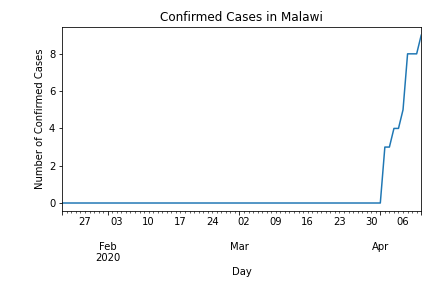 Confirmed Cases in Malawi
Number of Confirmed Cases
8
6
4
2
0
27 03 10 17 24 02 09 16 23 30 06
Feb Mar Apr
2020
Day